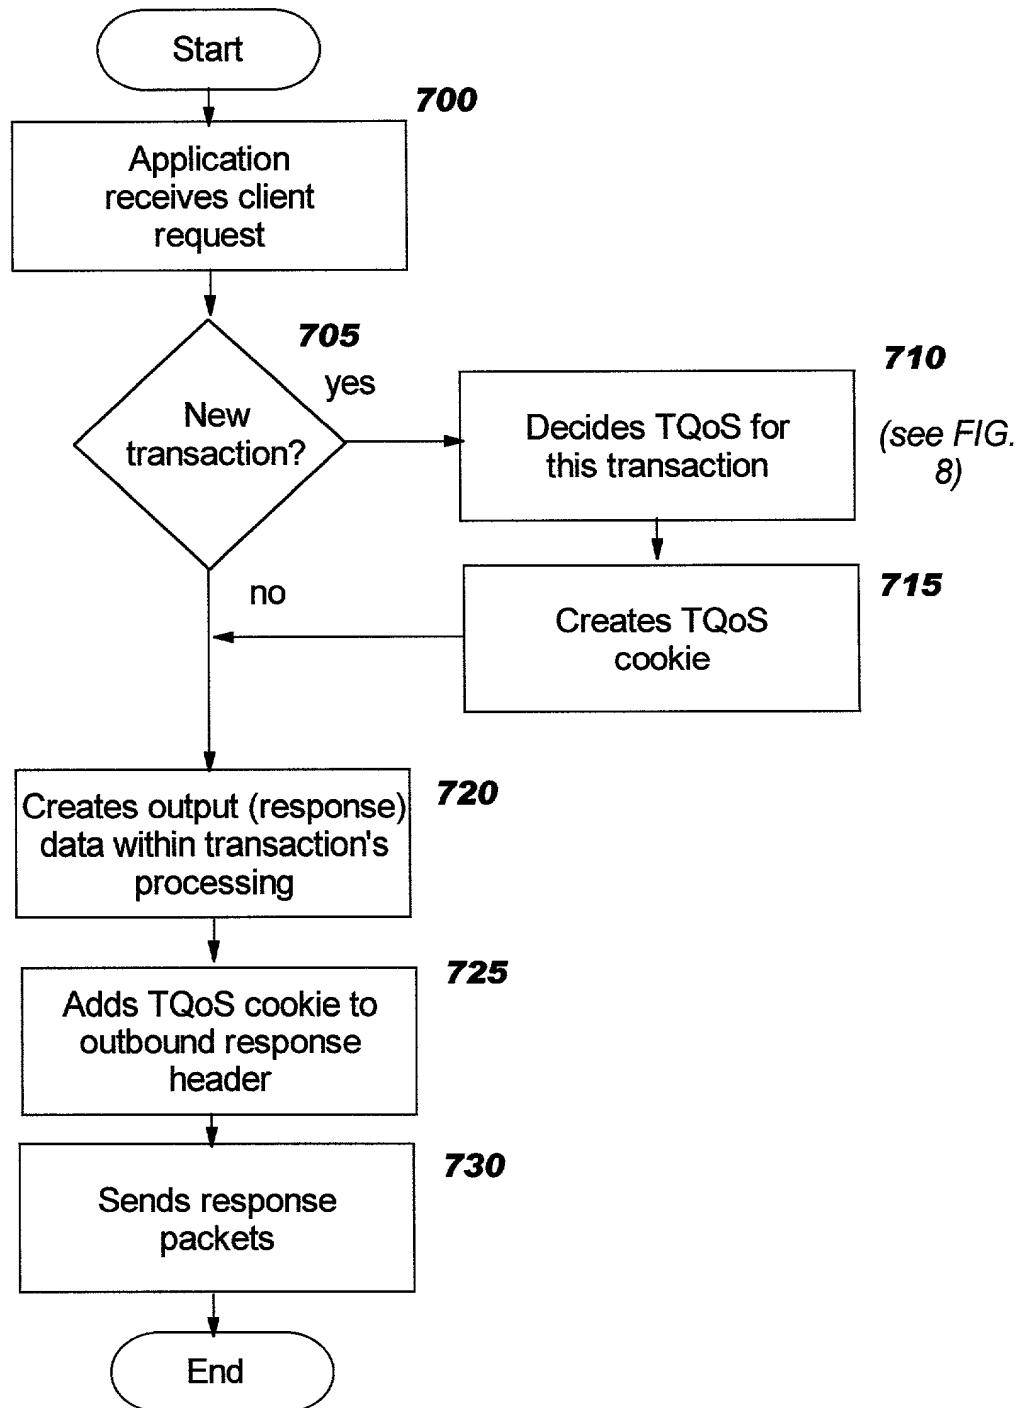 Start
700
Application
receives client
request
705
yes
New
transaction?
710
Decides TQoS for
this transaction
(see FIG.
8)
no
715
Creates TQoS
cookie
720
Creates output (response)
data within transaction's
processing
725
Adds TQoS cookie to
outbound response
header
730
Sends response
packets
End